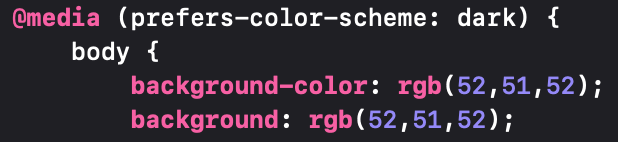 @media (prefers-color-scheme: dark) {
    body {
        background-color: rgb(52,51,52);
        background: rgb(52,51,52);